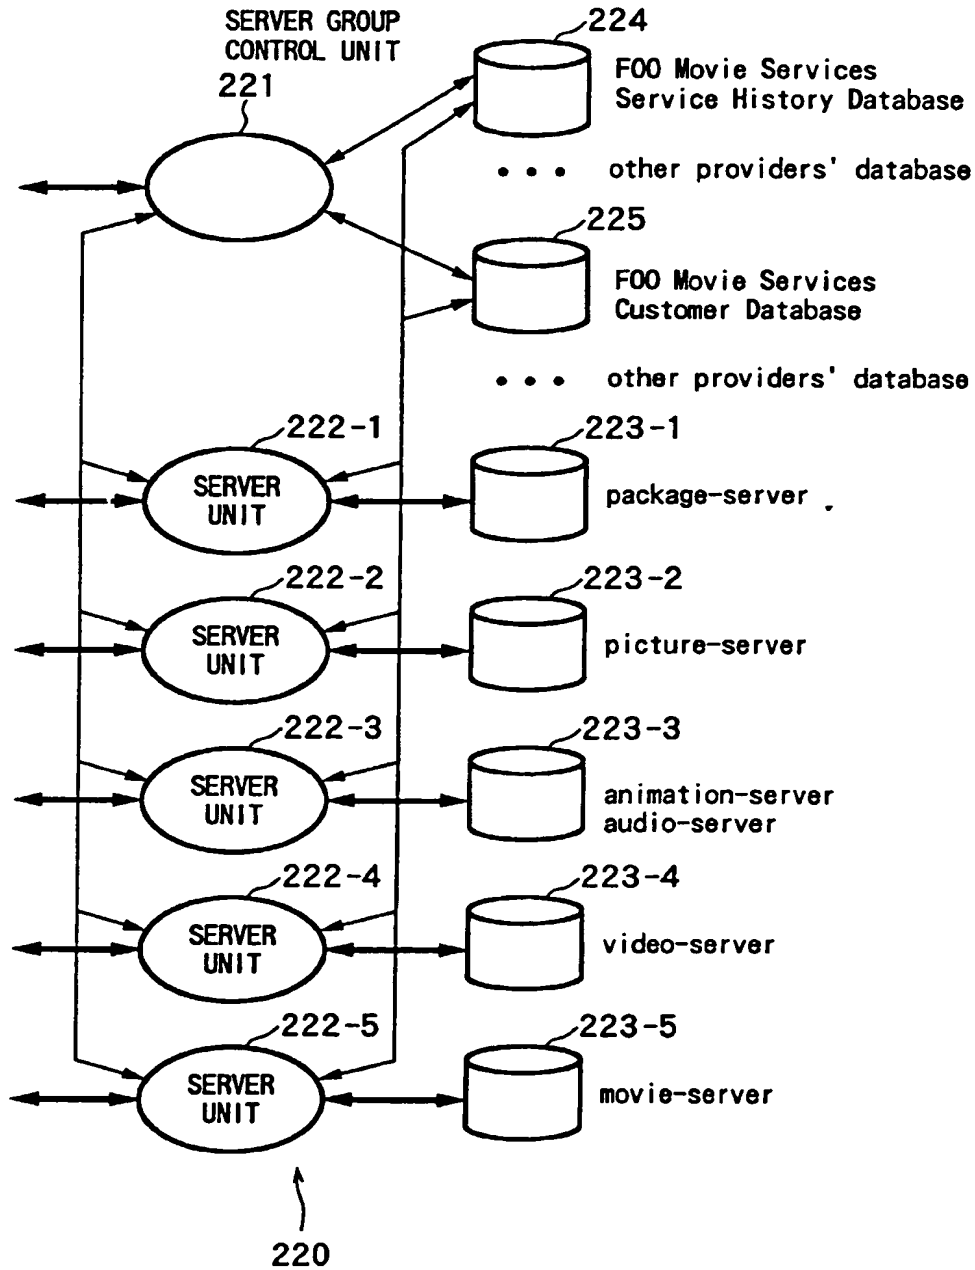 SERVER GROUP
CONTROL UNIT
221
224
FOO Movie Services
Service History Database
• • • other providers' database
225
FOO Movie Services
Customer Database
• • • other providers' database
222-1
SERVER
UNIT
223-1
package-server
222-2
SERVER
UNIT
223-2
picture-server
222-3
SERVER
UNIT
223-3
animation-server
audio-server
222-4
SERVER
UNIT
223-4
video-server
222-5
SERVER
UNIT
223-5
movie-server
220